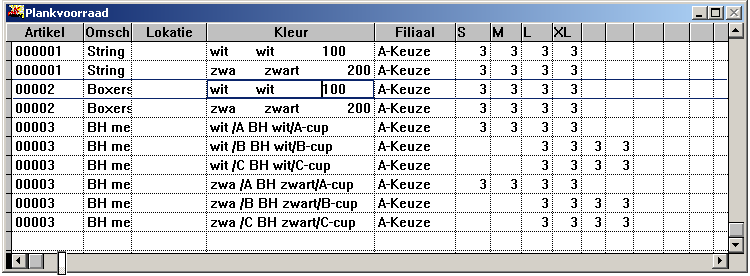 Plankvoorraad
Artikel Omsch Lokatie Kleur Filiaal S M L XL
000001 String wit wit 100 A-Keuze 3 3 3 3
000001 String zwa zwart 200 A-Keuze 3 3 3 3
00002 Boxers wit wit 100 A-Keuze 3 3 3 3
00002 Boxers zwa zwart 200 A-Keuze 3 3 3 3
00003 BH me wit /A BH wit/A-cup A-Keuze 3 3 3 3
00003 BH me wit /B BH wit/B-cup A-Keuze 3 3 3 3
00003 BH me wit /C BH wit/C-cup A-Keuze 3 3 3 3
00003 BH me zwa /A BH zwart/A-cup A-Keuze 3 3 3 3
00003 BH me zwa /B BH zwart/B-cup A-Keuze 3 3 3 3
00003 BH me zwa /C BH zwart/C-cup A-Keuze 3 3 3 3